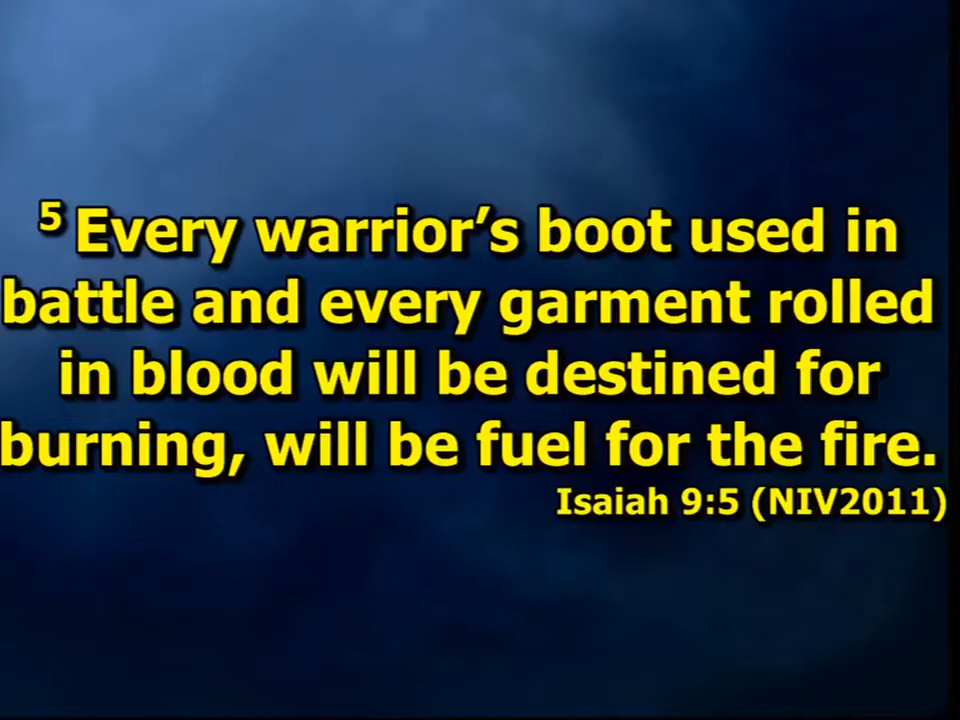 5 Every warrior’s boot used in
battle and every garment rolled
in blood will be destined for
burning, will be fuel for the fire.
Isaiah 9:5 (NIV2011)